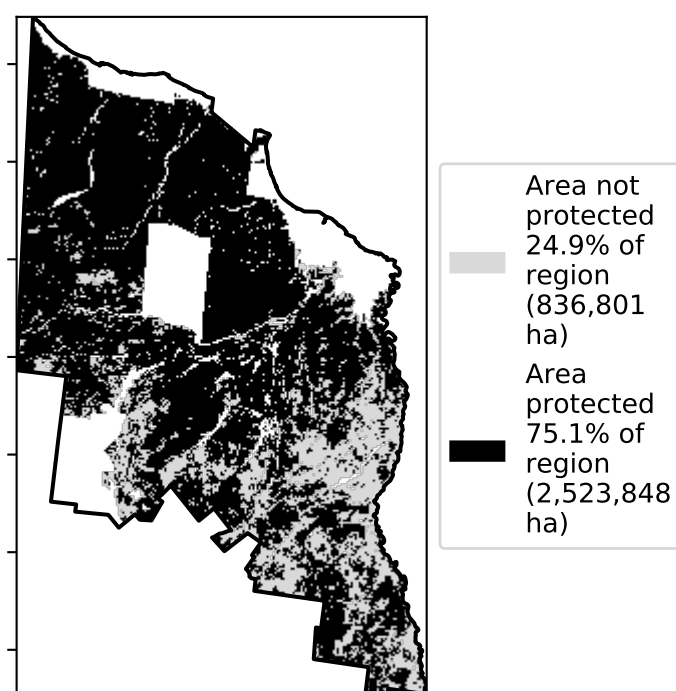 Area not
protected
24.9% of
region
(836,801
ha)
Area
protected
75.1% of
region
(2,523,848
ha)